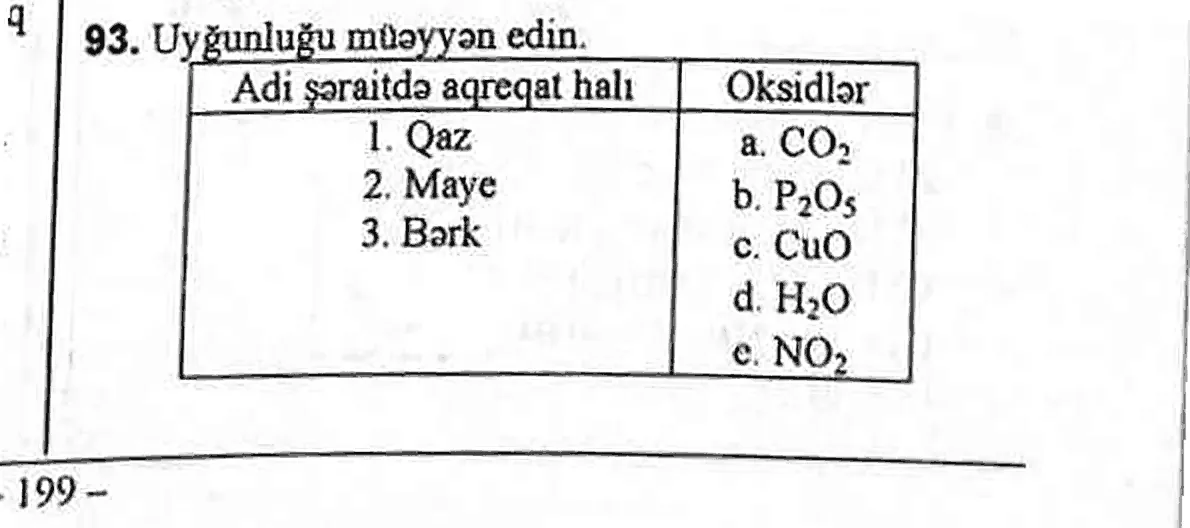 q
93. Uyğunluğu müəyyən edin.
Adi şəraitdə aqreqat halı Oksidlər
1. Qaz a. CO₂
2. Maye b. P₂O₅
3. Bərk c. CuO
d. H₂O
e. NO₂
- 199 -